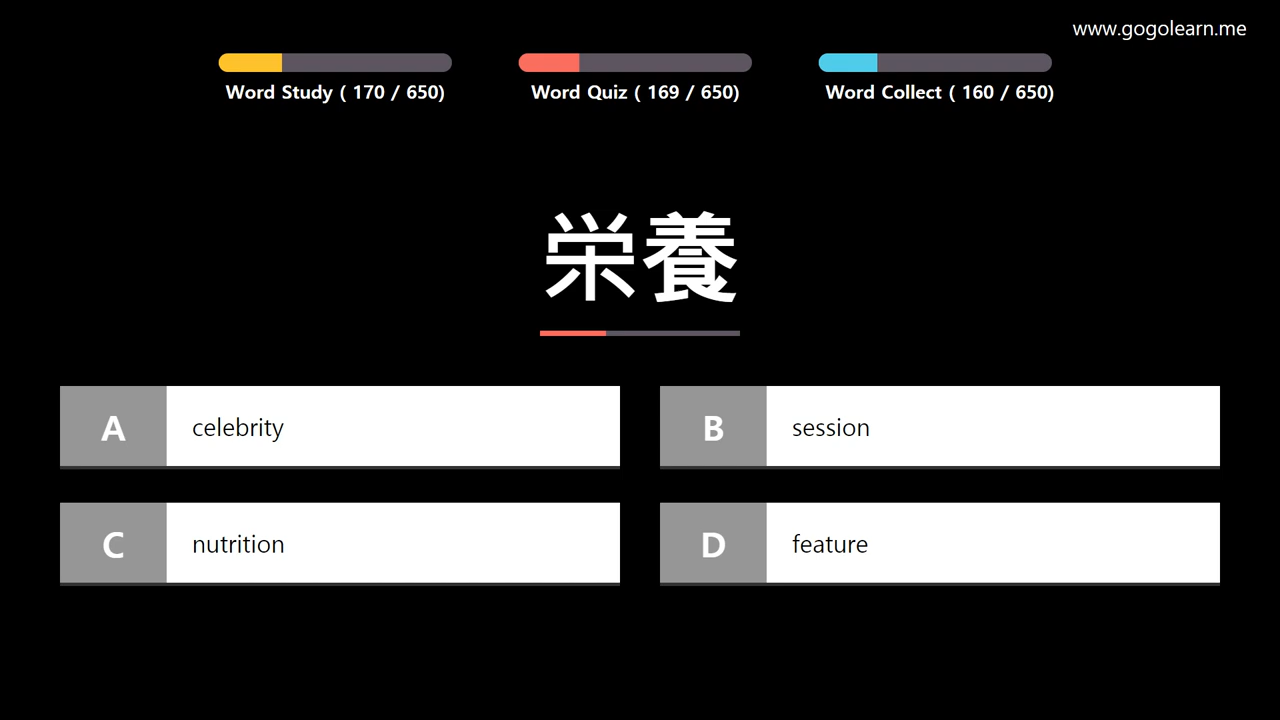 www.gogolearn.me
Word Study ( 170 / 650)
Word Quiz ( 169 / 650)
Word Collect ( 160 / 650)
栄養
A
celebrity
B
session
C
nutrition
D
feature